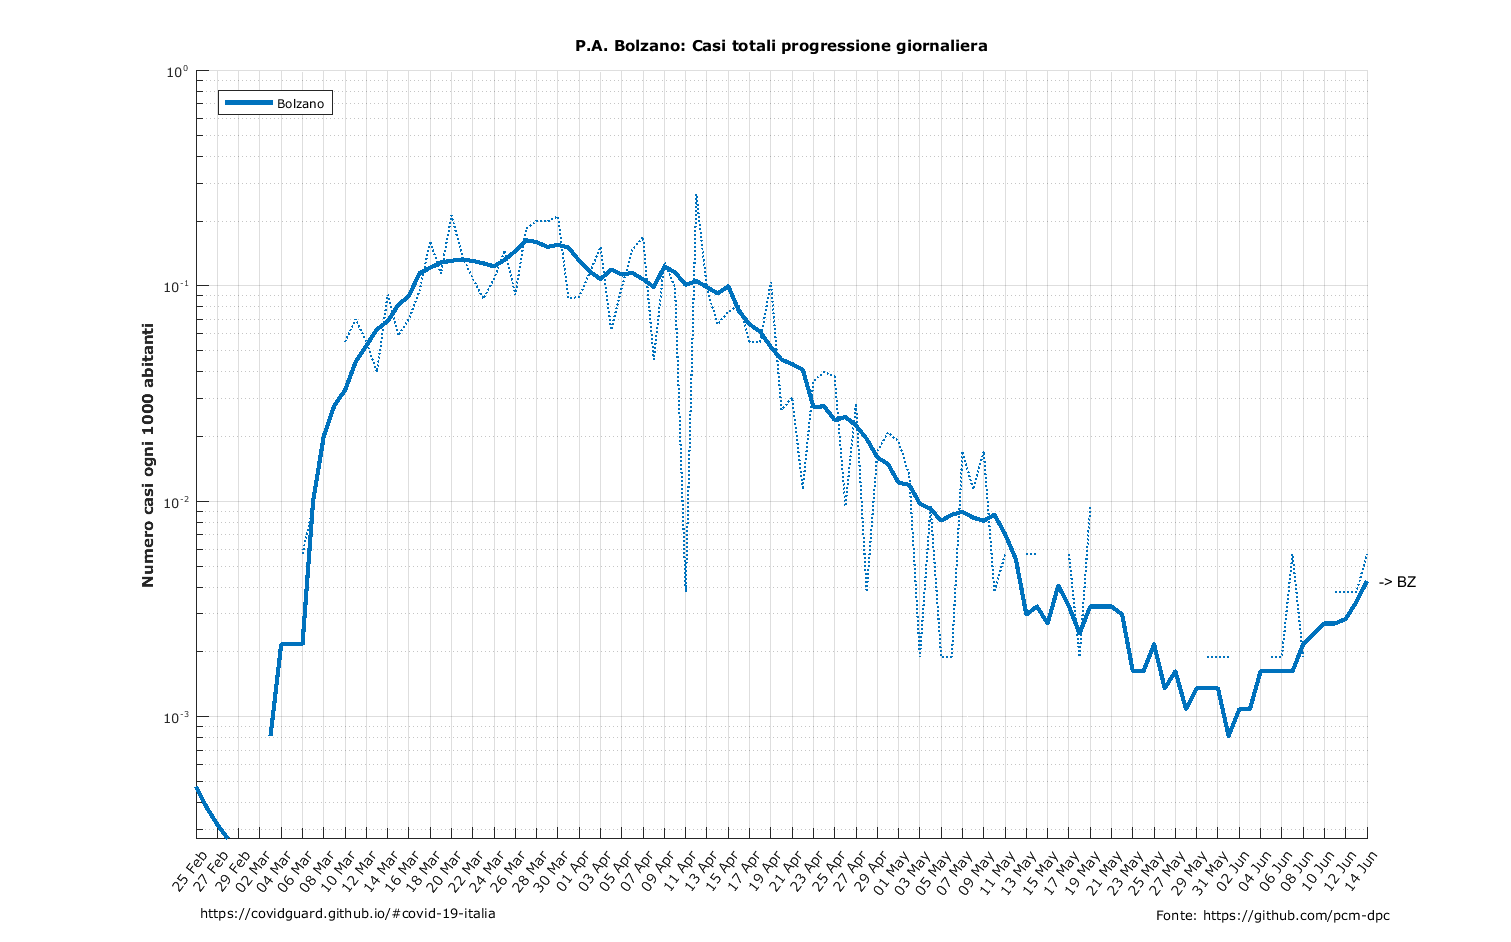 P.A. Bolzano: Casi totali progressione giornaliera
10⁰
Bolzano
10⁻¹
10⁻²
10⁻³
Numero casi ogni 1000 abitanti
-> BZ
25 Feb
27 Feb
29 Feb
02 Mar
04 Mar
06 Mar
08 Mar
10 Mar
12 Mar
14 Mar
16 Mar
18 Mar
20 Mar
22 Mar
24 Mar
26 Mar
28 Mar
30 Mar
01 Apr
03 Apr
05 Apr
07 Apr
09 Apr
11 Apr
13 Apr
15 Apr
17 Apr
19 Apr
21 Apr
23 Apr
25 Apr
27 Apr
29 Apr
01 May
03 May
05 May
07 May
09 May
11 May
13 May
15 May
17 May
19 May
21 May
23 May
25 May
27 May
29 May
31 May
02 Jun
04 Jun
06 Jun
08 Jun
10 Jun
12 Jun
14 Jun
https://covidguard.github.io/#covid-19-italia
Fonte: https://github.com/pcm-dpc